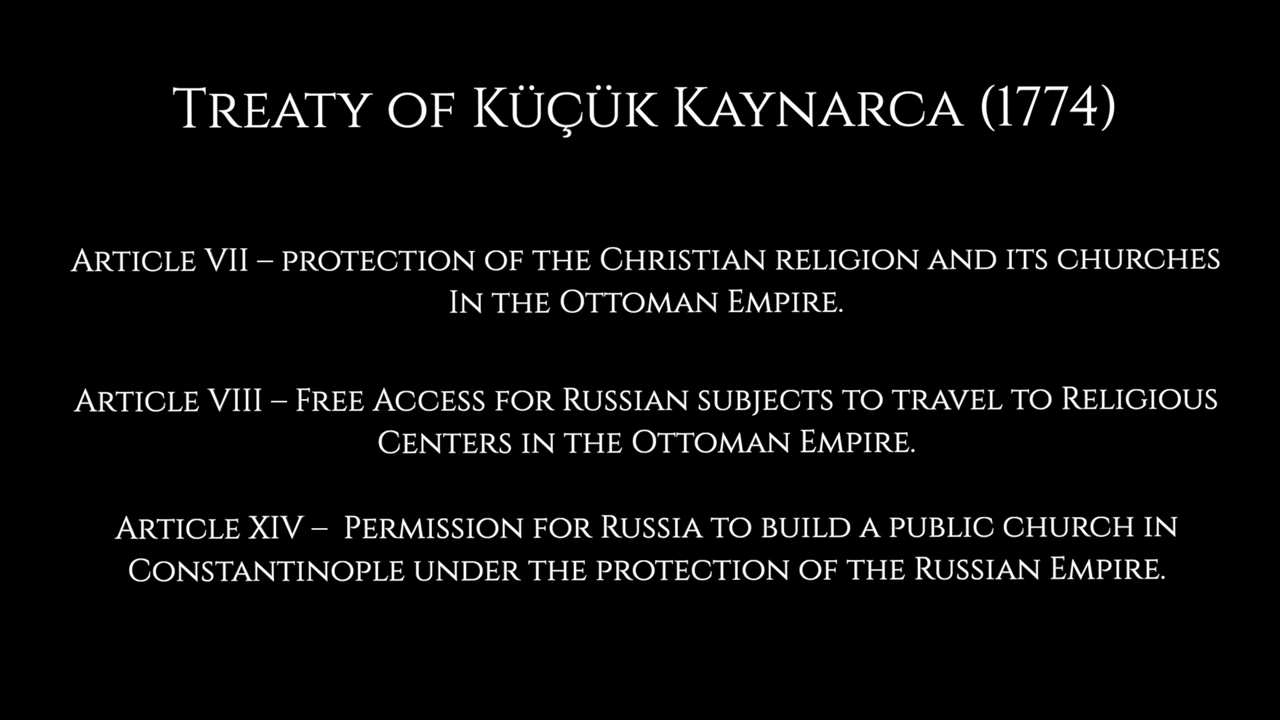 Treaty of Küçük Kaynarca (1774)
Article VII – protection of the Christian religion and its churches
In the Ottoman Empire.
Article VIII – Free Access for Russian subjects to travel to Religious
Centers in the Ottoman Empire.
Article XIV – Permission for Russia to build a public church in
Constantinople under the protection of the Russian Empire.